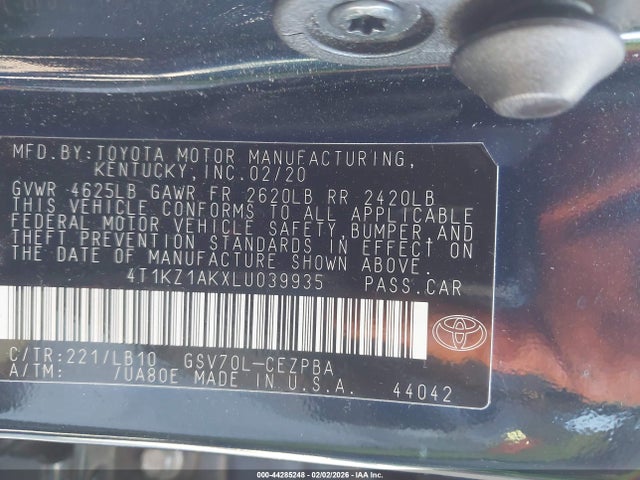 MFD.BY:TOYOTA MOTOR MANUFACTURING,
KENTUCKY, INC.02/20
GVWR 4625LB GAWR FR 2620LB RR 2420LB
THIS VEHICLE CONFORMS TO ALL APPLICABLE
FEDERAL MOTOR VEHICLE SAFETY,BUMPER,AND
THEFT PREVENTION STANDARDS IN EFFECT ON
THE DATE OF MANUFACTURE SHOWN ABOVE.
4T1KZ1AKXLU039935 PASS.CAR
C/TR:221/LB10 GSV70L-CEZPBA
A/TM: 7UA80E MADE IN U.S.A.
44042
000-44285248 - 02/02/2026 - IAA Inc.